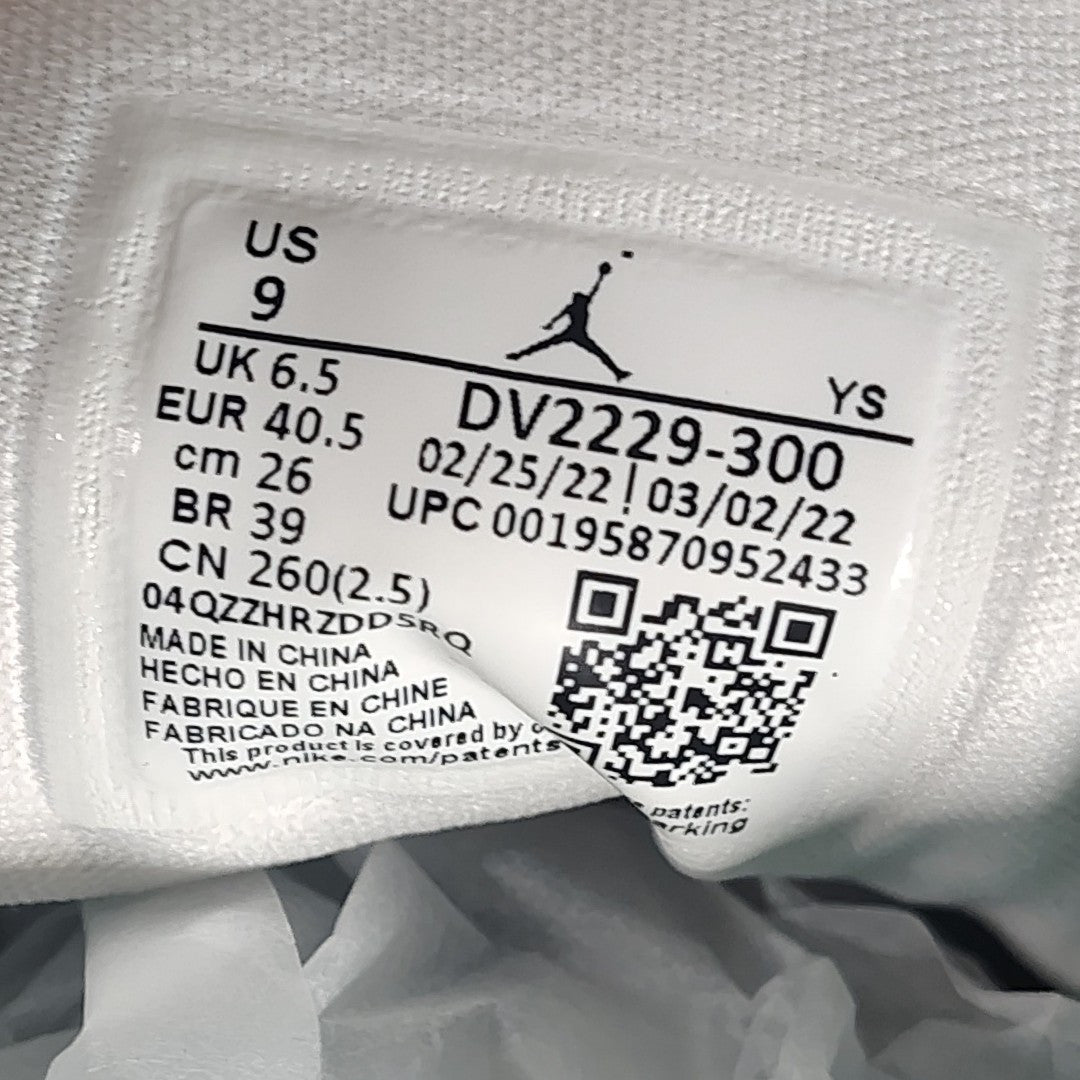 US
9
YS
UK 6.5
EUR 40.5
cm 26
BR 39
CN 260(2.5)
DV2229-300
02/25/22 | 03/02/22
UPC 00195870952433
04QZZHRZDD5RQ
MADE IN CHINA
HECHO EN CHINA
FABRIQUE EN CHINE
FABRICADO NA CHINA
This product is covered by
patents:
www.nike.com/patents